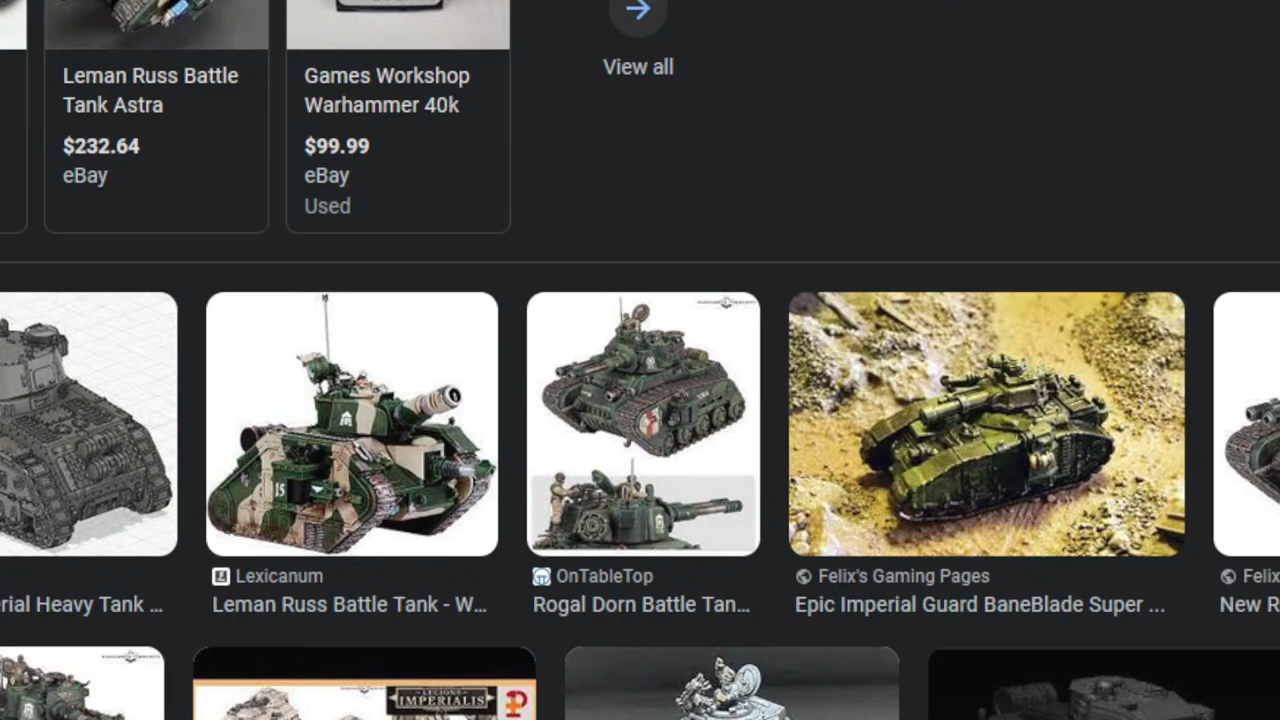 Leman Russ Battle
Tank Astra
$232.64
eBay
Games Workshop
Warhammer 40k
$99.99
eBay
Used
View all
15
Lexicanum
OnTableTop
Felix's Gaming Pages
Felix
rial Heavy Tank ...
Leman Russ Battle Tank - W...
Rogal Dorn Battle Tan...
Epic Imperial Guard BaneBlade Super ...
New R
LEGIONS
IMPERIALIS